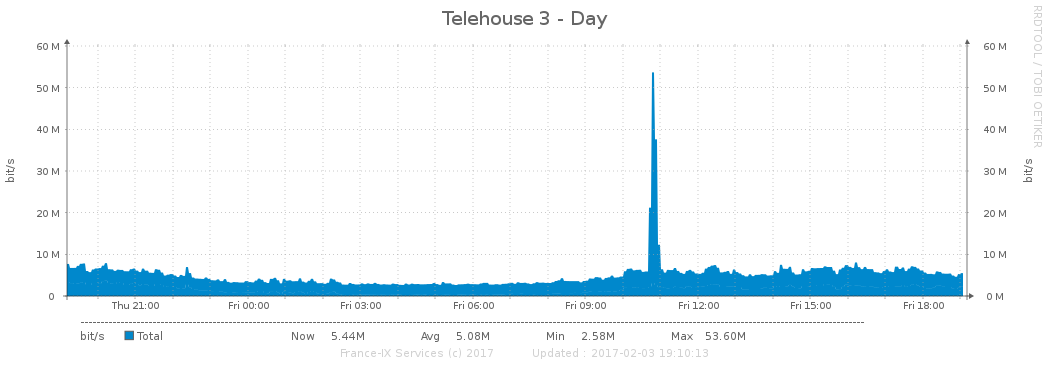 Telehouse 3 - Day
RRDTOOL / TOBI OETIKER
bit/s
bit/s
60 M 60 M
50 M 50 M
40 M 40 M
30 M 30 M
20 M 20 M
10 M 10 M
0 0 M
Thu 21:00 Fri 00:00 Fri 03:00 Fri 06:00 Fri 09:00 Fri 12:00 Fri 15:00 Fri 18:00
bit/s Total Now 5.44M Avg 5.08M Min 2.58M Max 53.60M
France-IX Services (c) 2017 Updated : 2017-02-03 19:10:13